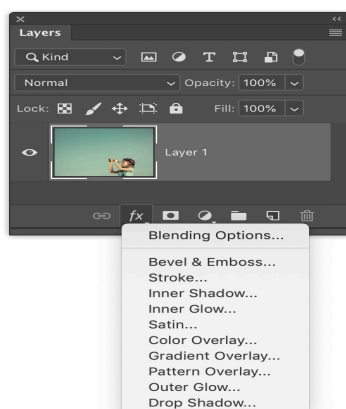 Layers
Kind
Normal Opacity: 100%
Lock: Fill: 100%
Layer 1
fx
Blending Options...
Bevel & Emboss...
Stroke...
Inner Shadow...
Inner Glow...
Satin...
Color Overlay...
Gradient Overlay...
Pattern Overlay...
Outer Glow...
Drop Shadow...